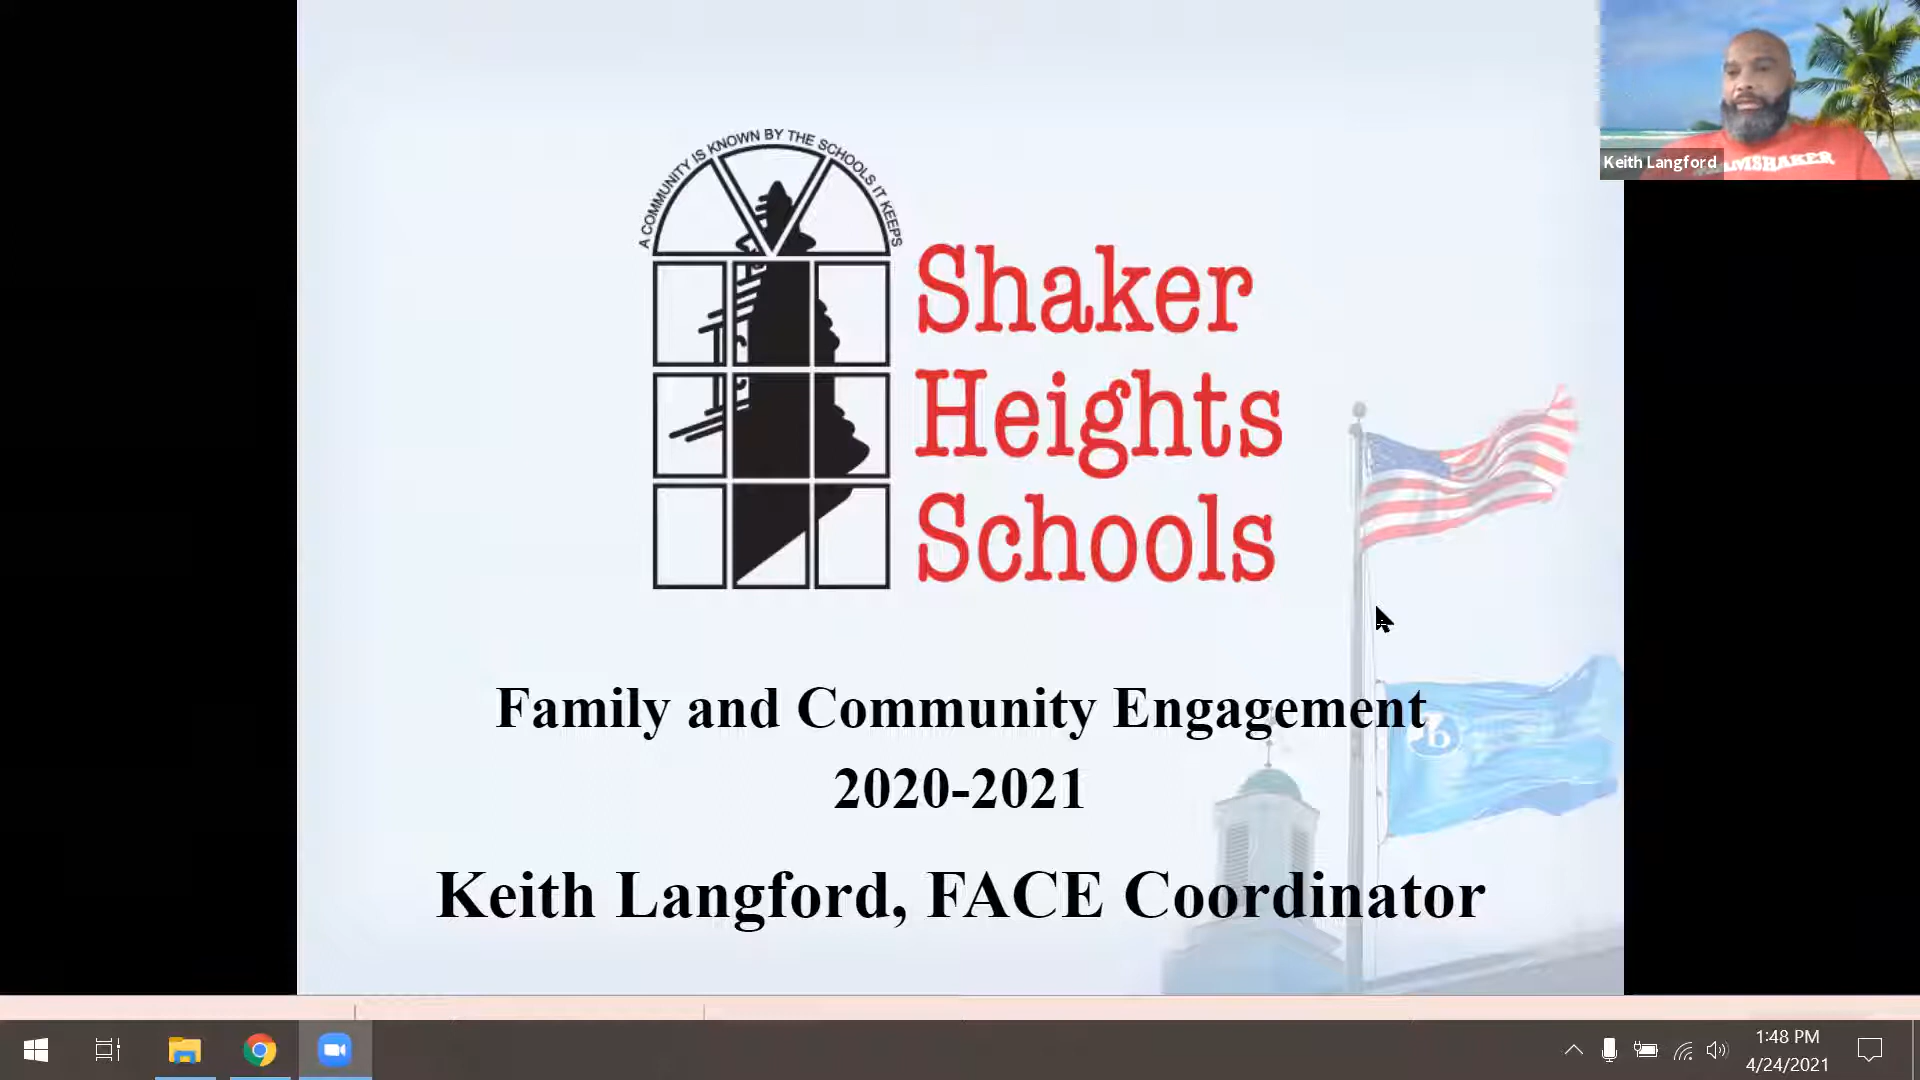 A COMMUNITY IS KNOWN BY THE SCHOOLS IT KEEPS
Shaker
Heights
Schools
Family and Community Engagement
2020-2021
Keith Langford, FACE Coordinator
Keith Langford
1:48 PM
4/24/2021